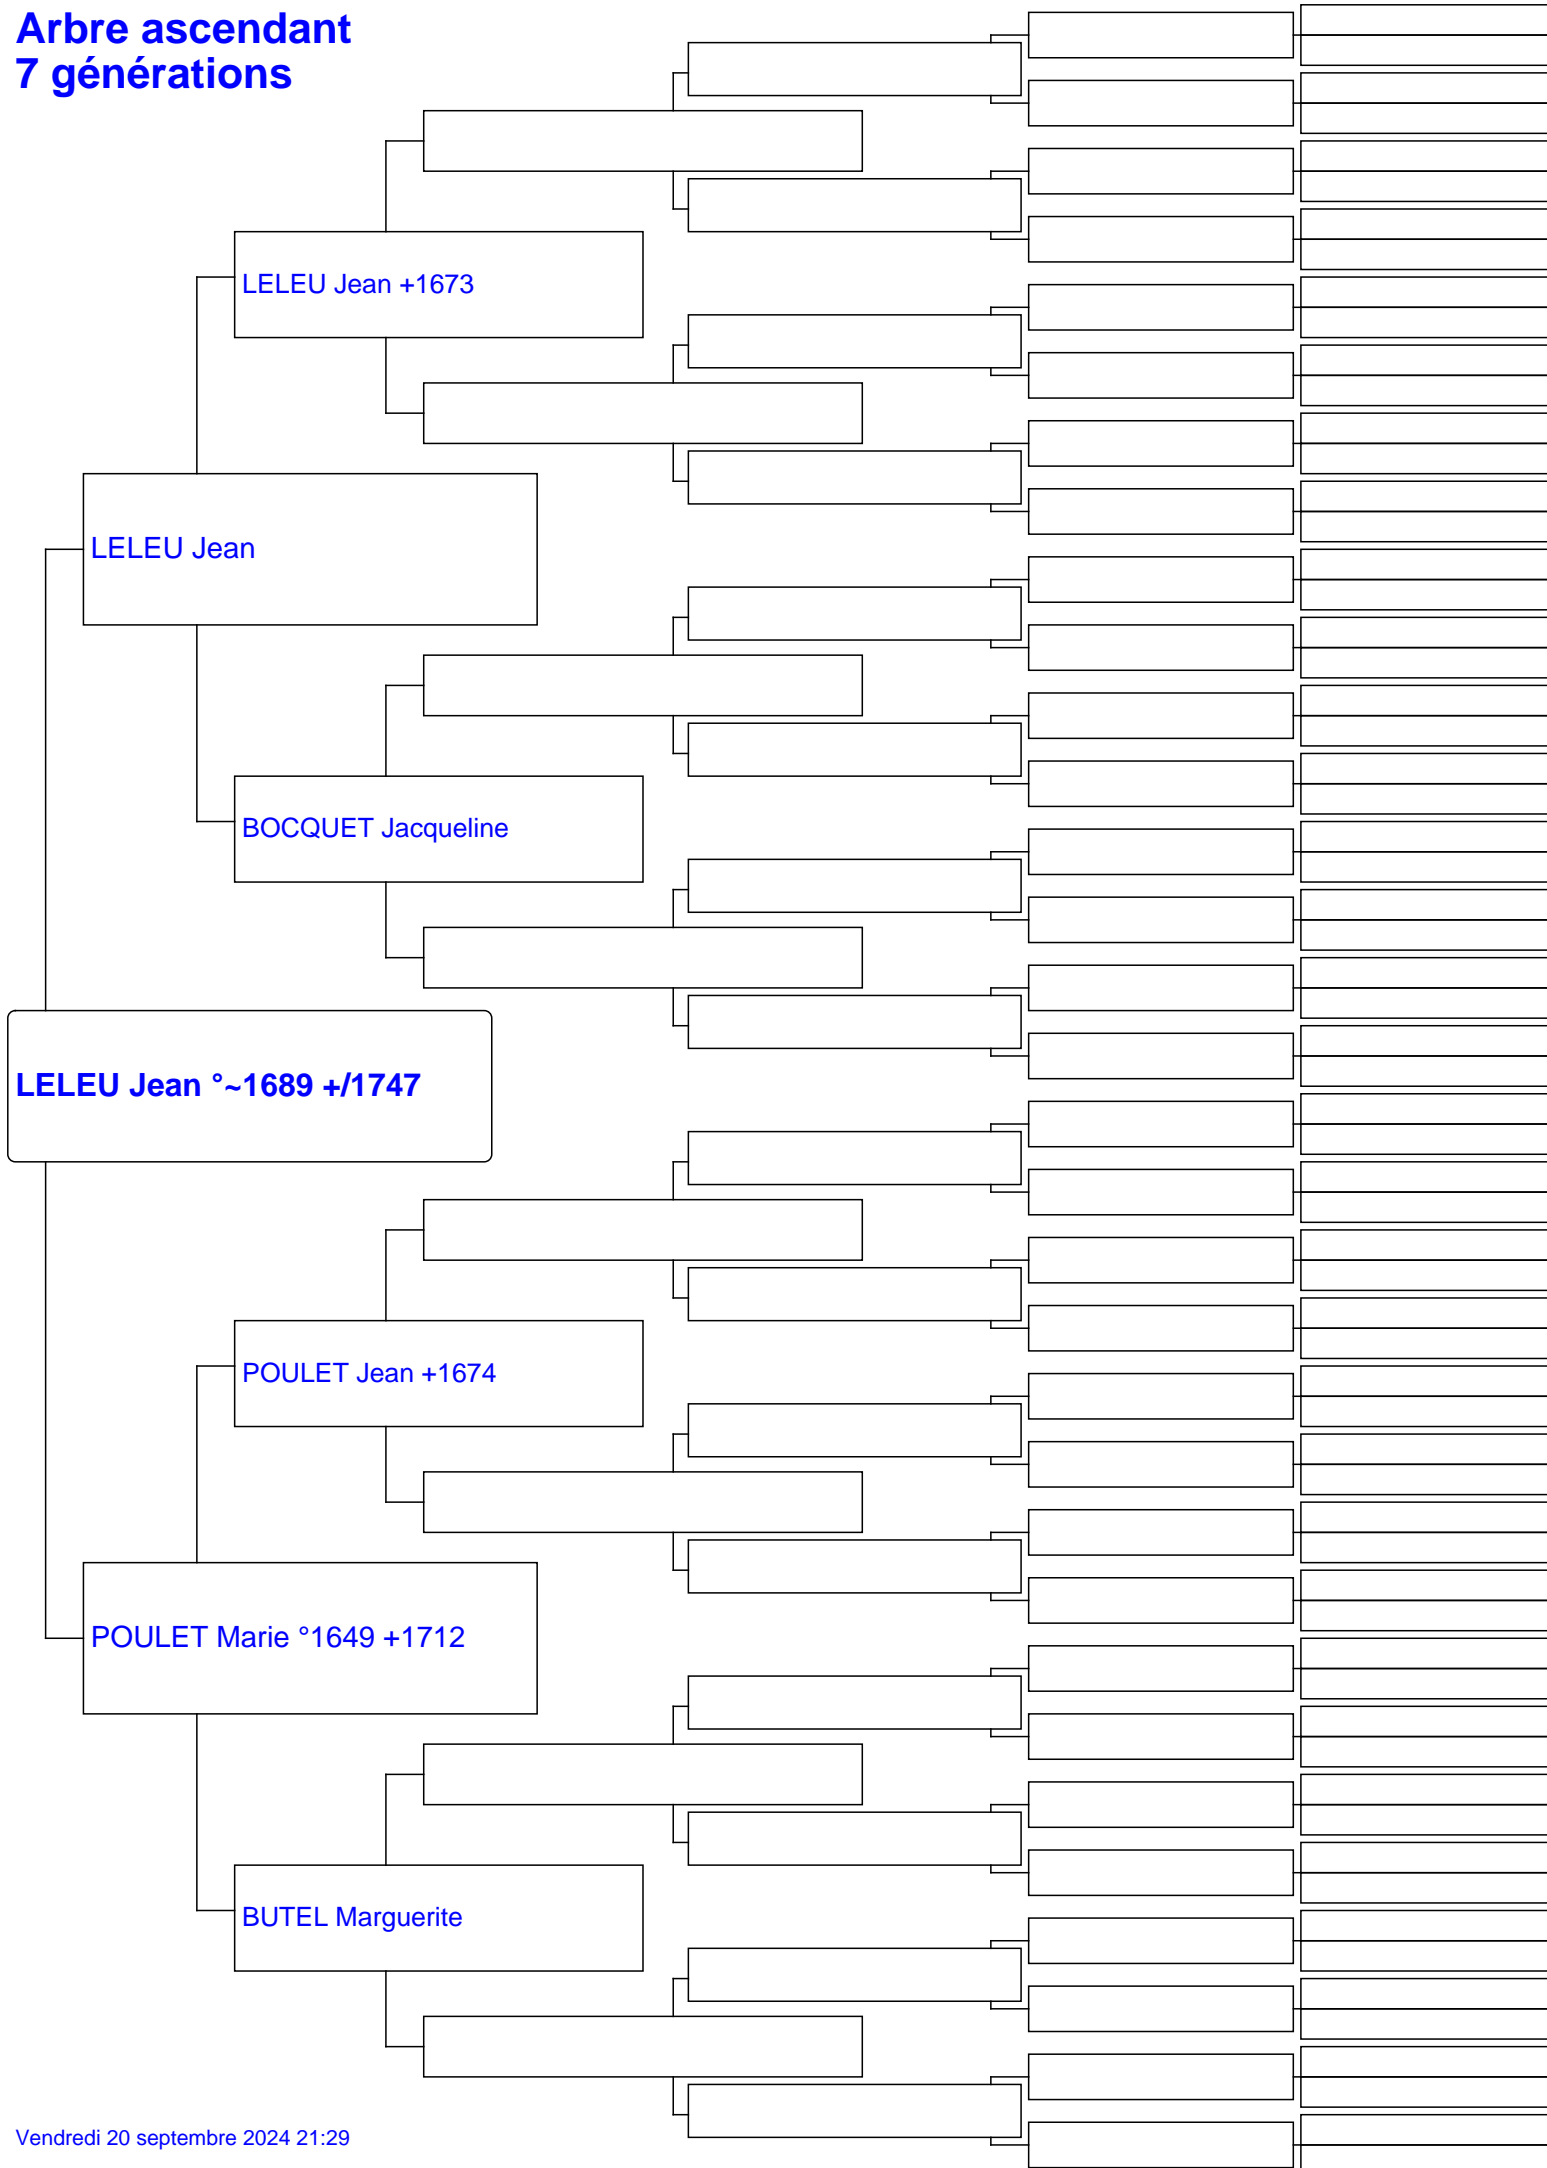 Arbre ascendant
7 générations
LELEU Jean +1673
LELEU Jean
BOCQUET Jacqueline
LELEU Jean °~1689 +/1747
POULET Jean +1674
POULET Marie °1649 +1712
BUTEL Marguerite
Vendredi 20 septembre 2024 21:29